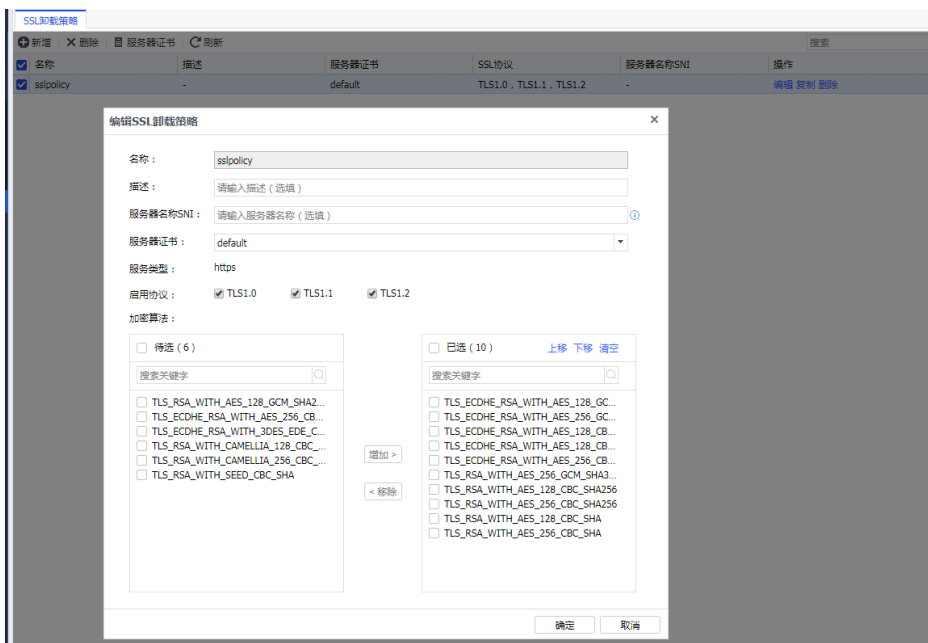 SSL卸载策略
新增 删除 服务器证书 刷新 搜索
名称 描述 服务器证书 SSL协议 服务器名称SNI 操作
sslpolicy - default TLS1.0 , TLS1.1 , TLS1.2 - 编辑 复制 删除
编辑SSL卸载策略
名称： sslpolicy
描述： 请输入描述（选填）
服务器名称SNI： 请输入服务器名称（选填）
服务器证书： default
服务类型： https
启用协议： TLS1.0 TLS1.1 TLS1.2
加密算法：
待选（6）
搜索关键字
TLS_RSA_WITH_AES_128_GCM_SHA2...
TLS_ECDHE_RSA_WITH_AES_256_CB...
TLS_ECDHE_RSA_WITH_3DES_EDE_C...
TLS_RSA_WITH_CAMELLIA_128_CBC_...
TLS_RSA_WITH_CAMELLIA_256_CBC_...
TLS_RSA_WITH_SEED_CBC_SHA
增加 >
< 移除
已选（10） 上移 下移 清空
搜索关键字
TLS_ECDHE_RSA_WITH_AES_128_GC...
TLS_ECDHE_RSA_WITH_AES_256_GC...
TLS_ECDHE_RSA_WITH_AES_128_CB...
TLS_ECDHE_RSA_WITH_AES_128_CB...
TLS_ECDHE_RSA_WITH_AES_256_CB...
TLS_RSA_WITH_AES_256_GCM_SHA3...
TLS_RSA_WITH_AES_128_CBC_SHA256
TLS_RSA_WITH_AES_256_CBC_SHA256
TLS_RSA_WITH_AES_128_CBC_SHA
TLS_RSA_WITH_AES_256_CBC_SHA
确定 取消